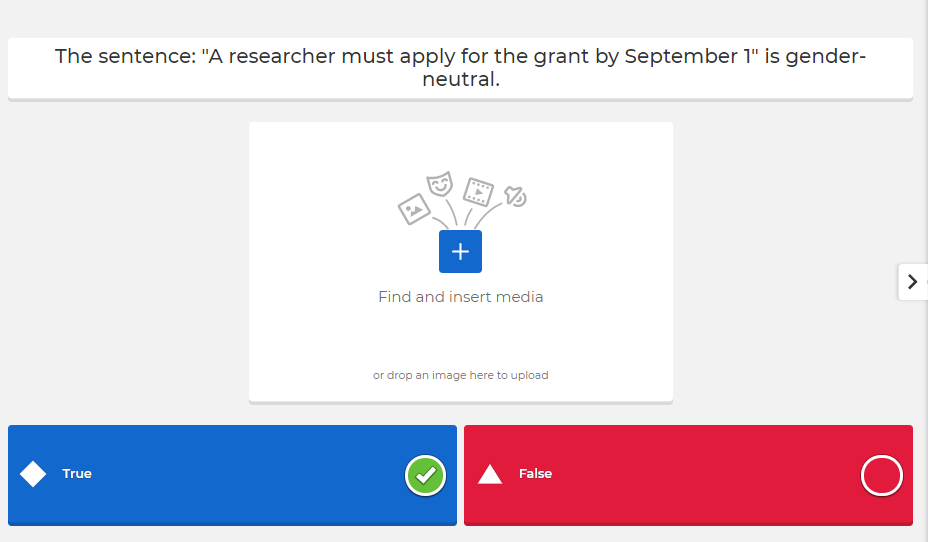 The sentence: "A researcher must apply for the grant by September 1" is gender-
neutral.
Find and insert media
or drop an image here to upload
True
False